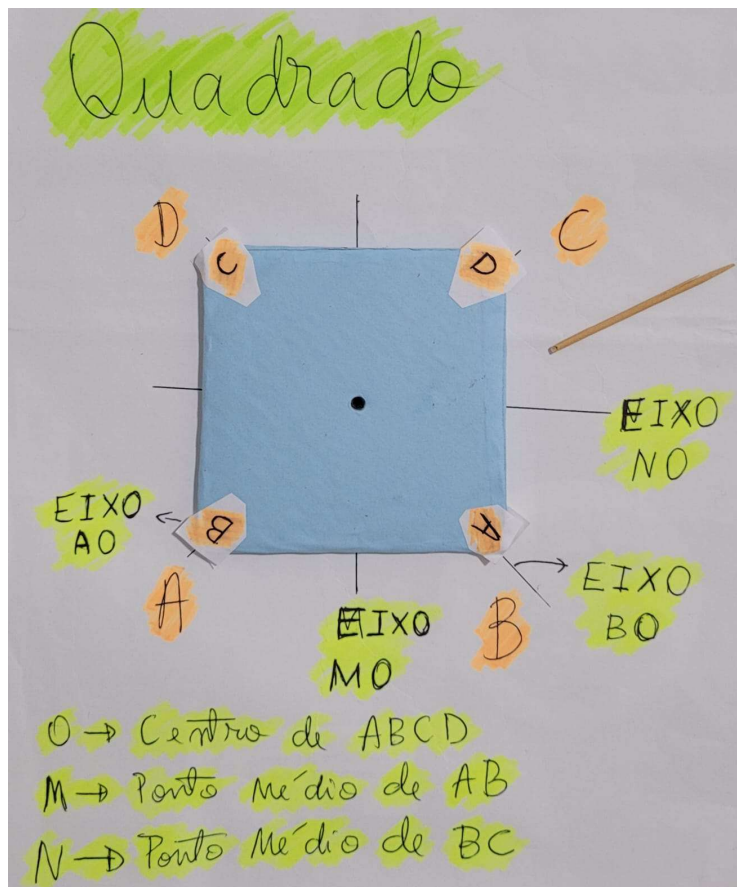 Quadrado
D
C
C
D
EIXO
NO
EIXO
AO
B
A
EIXO
BO
A
EIXO
MO
B
O → Centro de ABCD
M → Ponto Médio de AB
N → Ponto Médio de BC